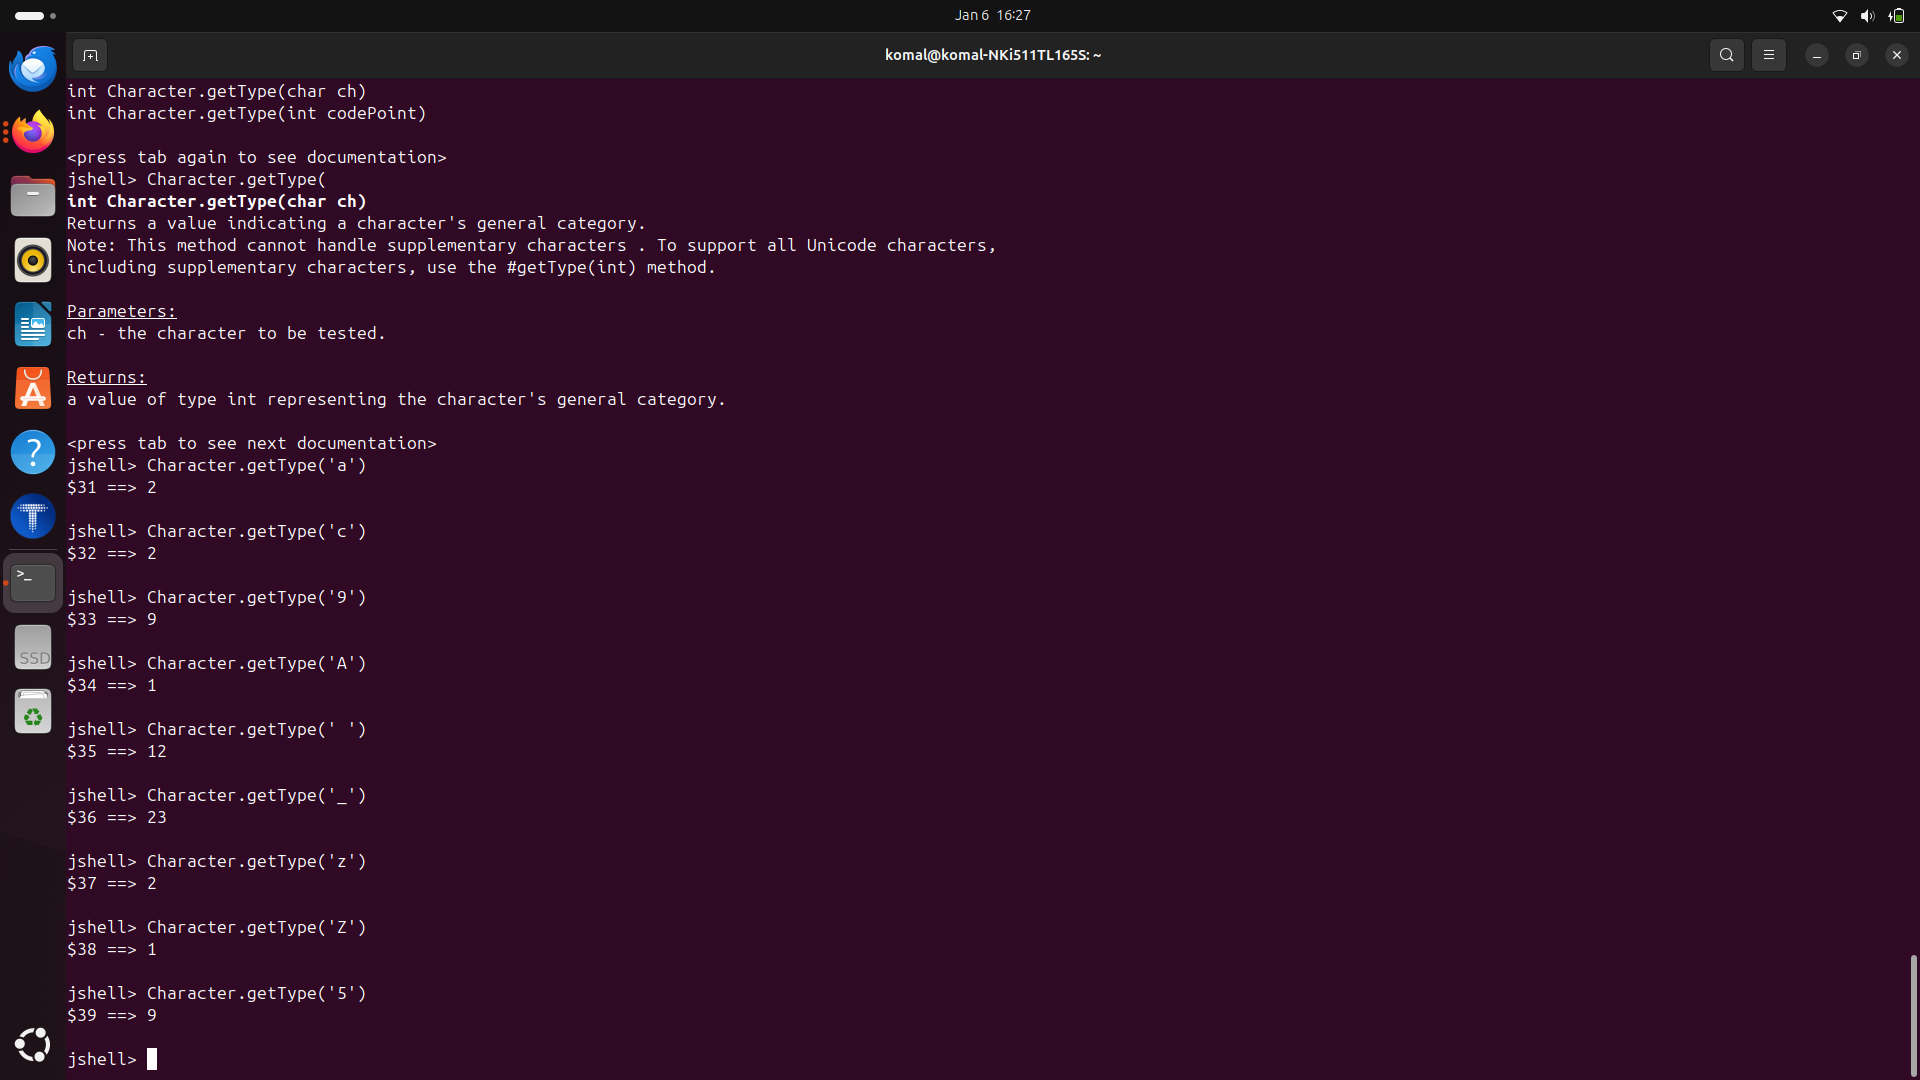 Jan 6 16:27
komal@komal-NKi511TL165S: ~
int Character.getType(char ch)
int Character.getType(int codePoint)
<press tab again to see documentation>
jshell> Character.getType(
int Character.getType(char ch)
Returns a value indicating a character's general category.
Note: This method cannot handle supplementary characters . To support all Unicode characters,
including supplementary characters, use the #getType(int) method.
Parameters:
ch - the character to be tested.
Returns:
a value of type int representing the character's general category.
<press tab to see next documentation>
jshell> Character.getType('a')
$31 ==> 2
jshell> Character.getType('c')
$32 ==> 2
jshell> Character.getType('9')
$33 ==> 9
jshell> Character.getType('A')
$34 ==> 1
jshell> Character.getType(' ')
$35 ==> 12
jshell> Character.getType('_')
$36 ==> 23
jshell> Character.getType('z')
$37 ==> 2
jshell> Character.getType('Z')
$38 ==> 1
jshell> Character.getType('5')
$39 ==> 9
jshell>
?
T
>_
SSD